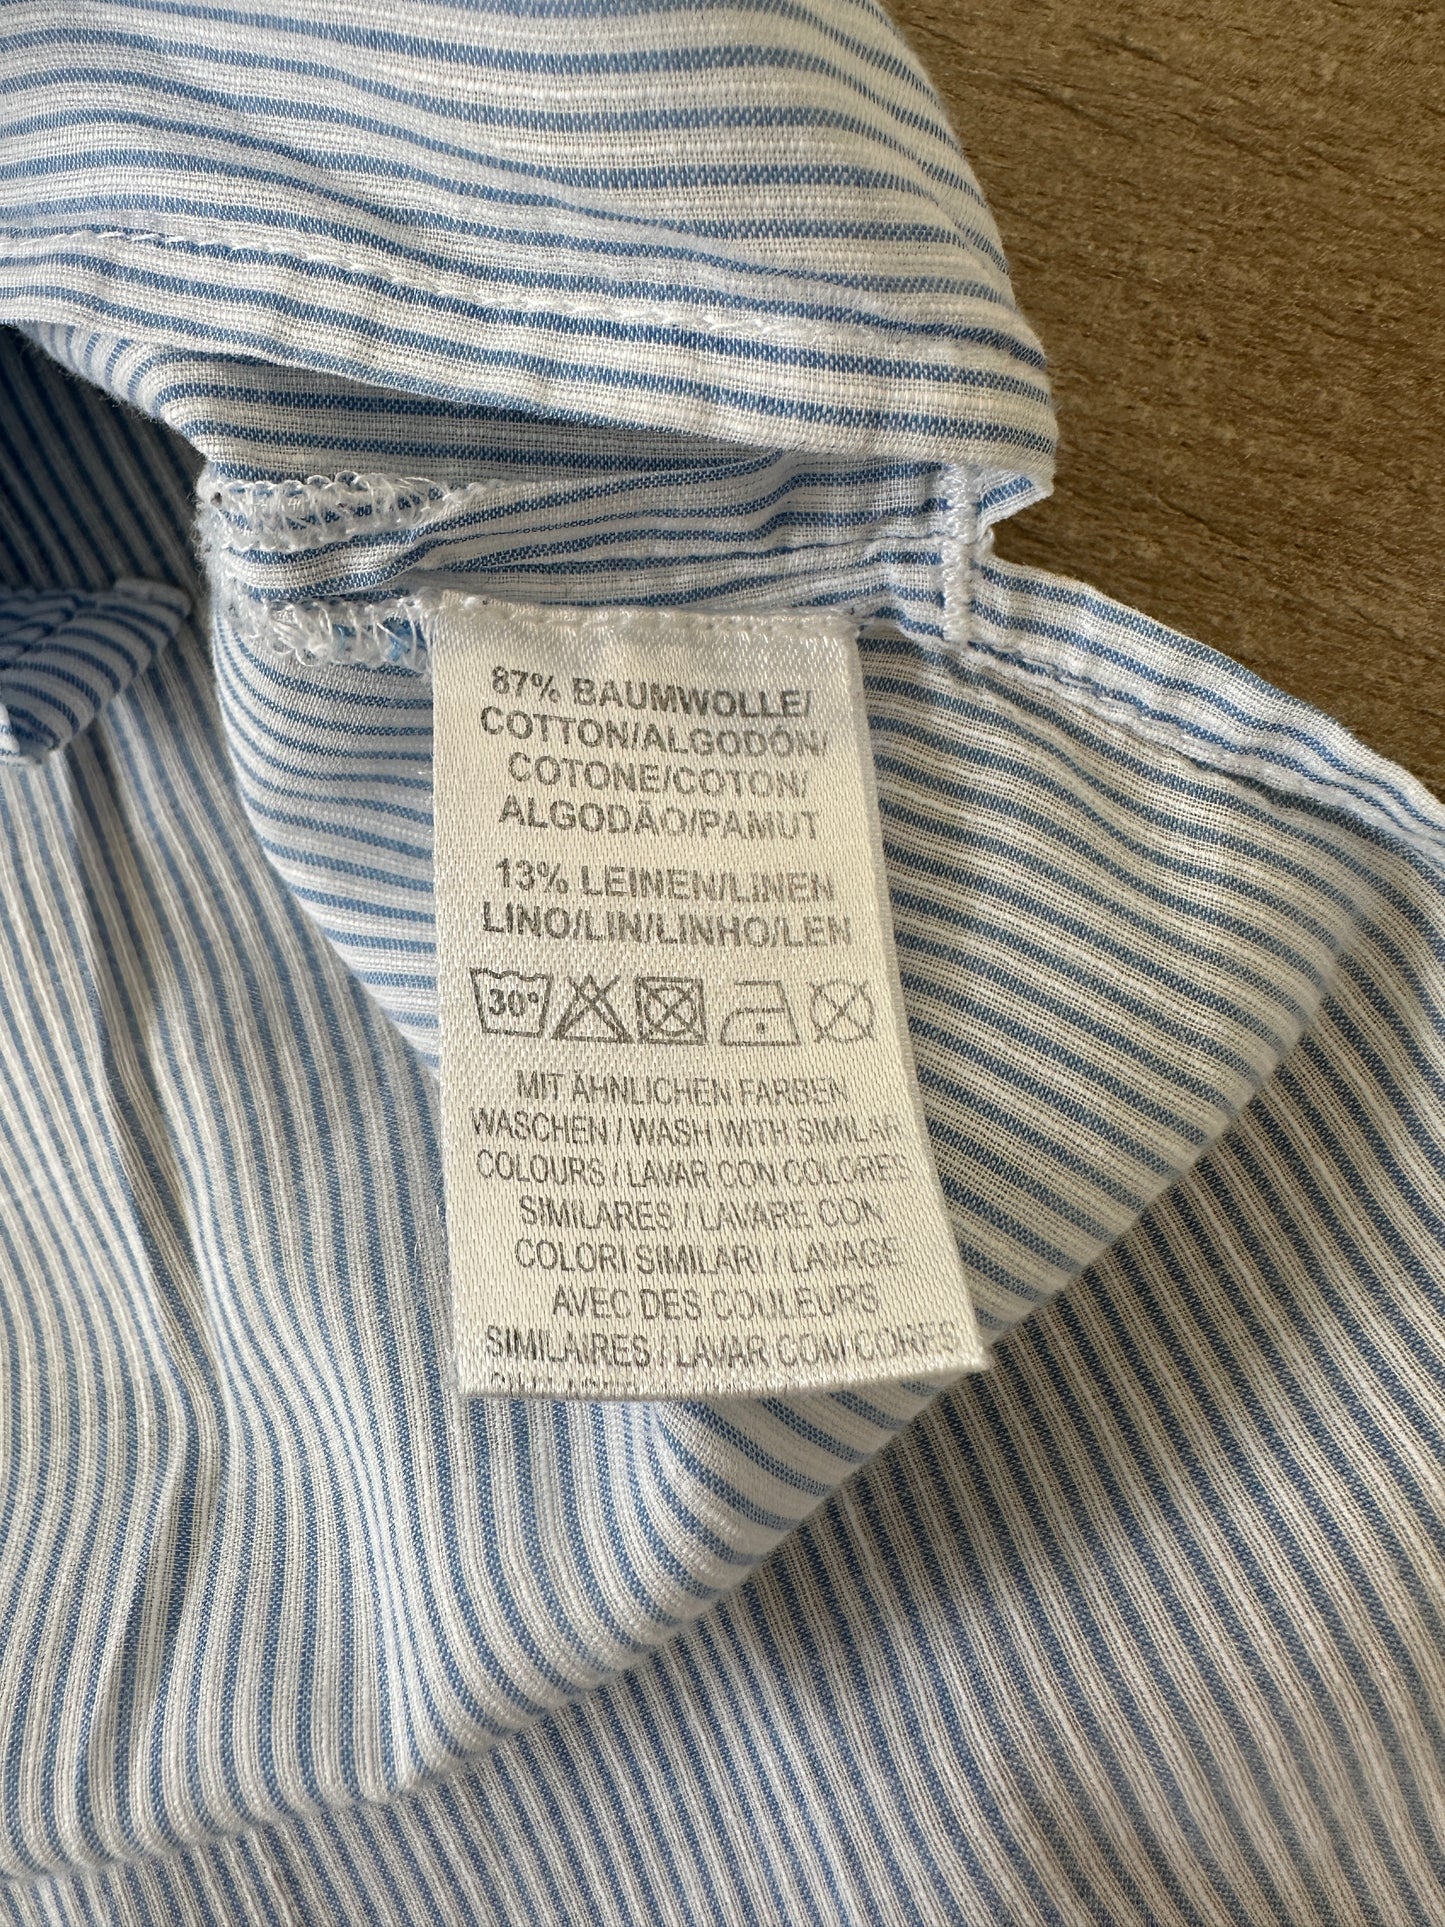 87% BAUMWOLLE/
COTTON/ALGODÓN/
COTONE/COTON/
ALGODÃO/PAMUT
13% LEINEN/LINEN
LINO/LIN/LINHO/LEN
30°
MIT ÄHNLICHEN FARBEN
WASCHEN / WASH WITH SIMILAR
COLOURS / LAVAR CON COLORES
SIMILARES / LAVARE CON
COLORI SIMILARI / LAVAGE
AVEC DES COULEURS
SIMILAIRES / LAVAR COM CORES